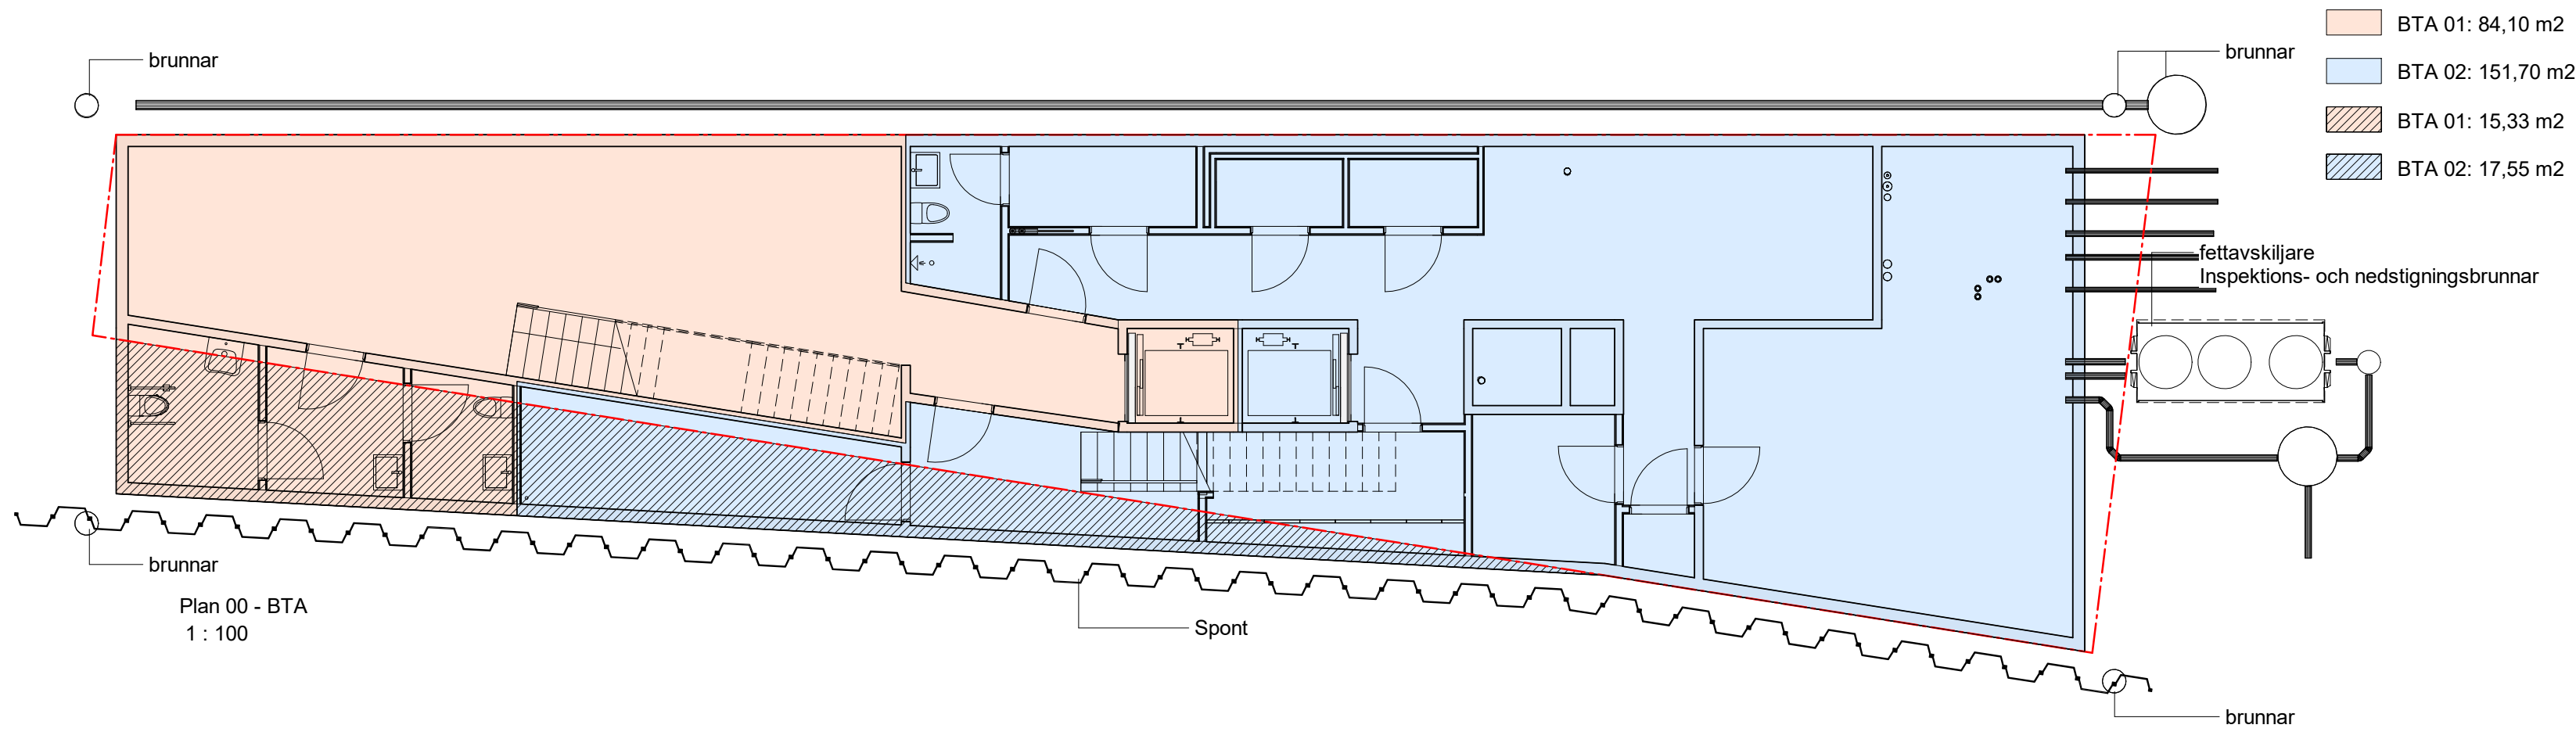 BTA 01: 84,10 m2
brunnar
brunnar
BTA 02: 151,70 m2
BTA 01: 15,33 m2
BTA 02: 17,55 m2
fettavskiljare
Inspektions- och nedstigningsbrunnar
brunnar
Plan 00 - BTA
1 : 100
Spont
brunnar